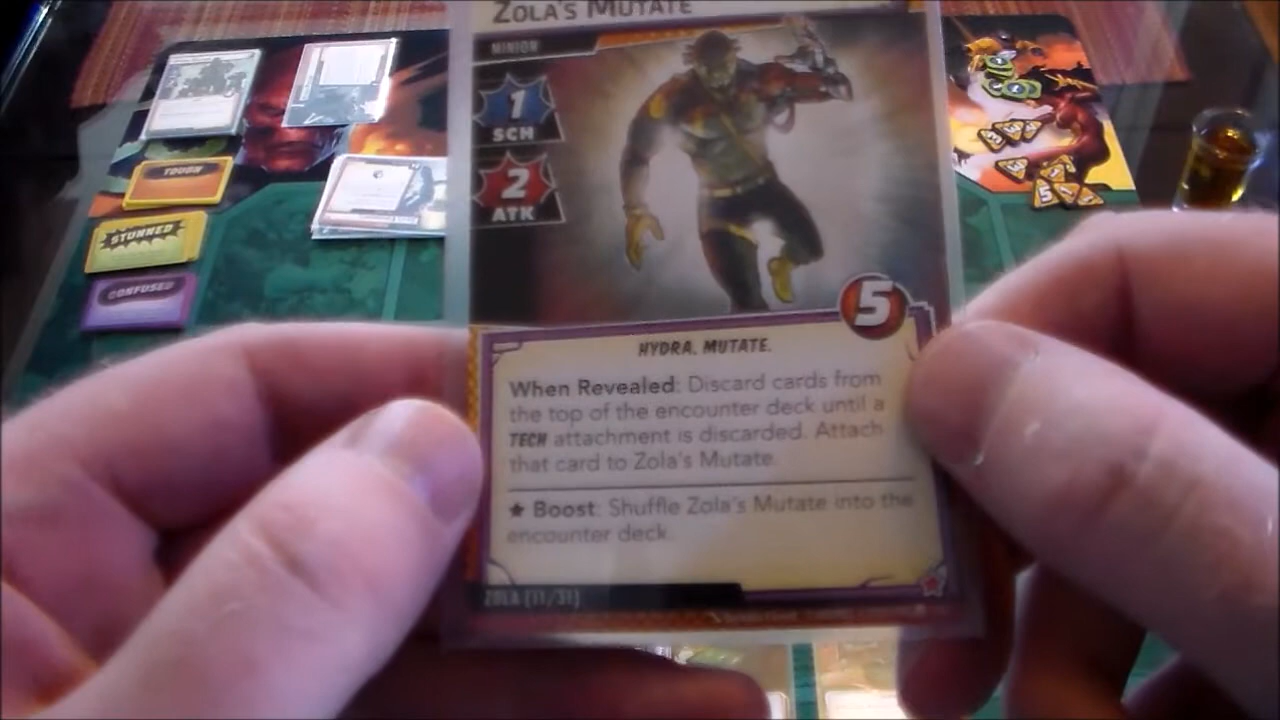 ZOLA'S MUTATE
MINION
1
SCH
2
ATK
5
HYDRA. MUTATE.
When Revealed: Discard cards from
the top of the encounter deck until a
TECH attachment is discarded. Attach
that card to Zola's Mutate.
★ Boost: Shuffle Zola's Mutate into the
encounter deck.
ZOLA (11/31)
TOUGH
STUNNED
CONFUSED
5